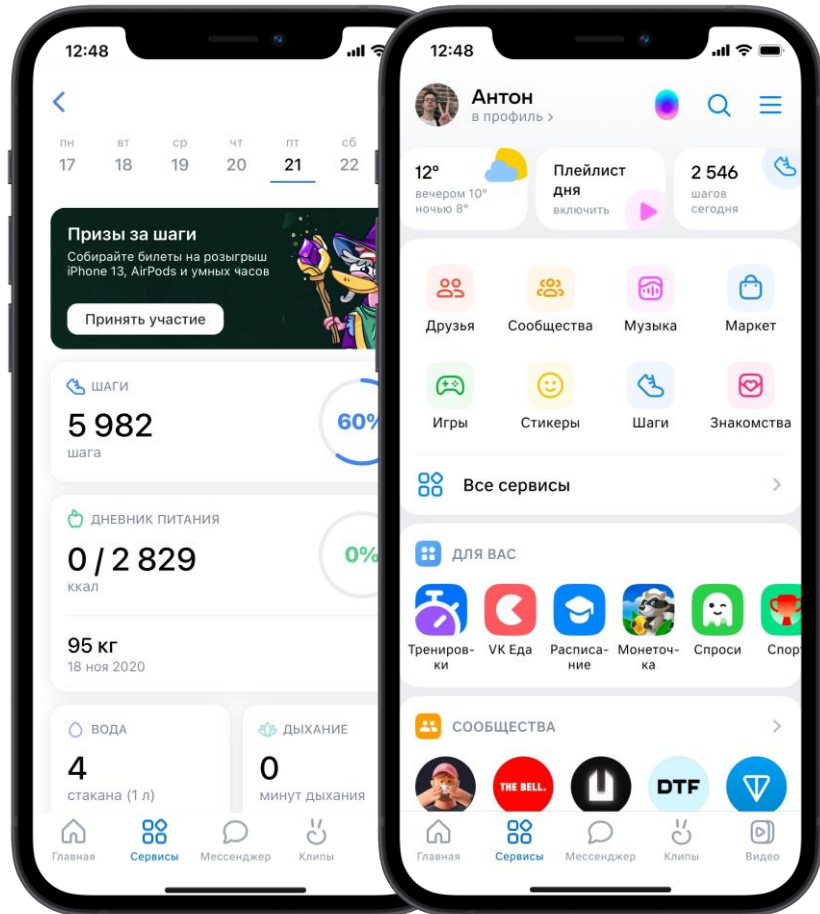 12:48
пн вт ср чт пт сб
17 18 19 20 21 22
Призы за шаги
Собирайте билеты на розыгрыш
iPhone 13, AirPods и умных часов
Принять участие
ШАГИ
5 982
шага
60%
ДНЕВНИК ПИТАНИЯ
0 / 2 829
ккал
0%
95 кг
18 ноя 2020
ВОДА
4
стакана (1 л)
ДЫХАНИЕ
0
минут дыхания
Главная Сервисы Мессенджер Клипы
12:48
Антон
в профиль
12°
вечером 10°
ночью 8°
Плейлист
дня
включить
2 546
шагов
сегодня
Друзья Сообщества Музыка Маркет
Игры Стикеры Шаги Знакомства
Все сервисы
ДЛЯ ВАС
Трениров-
ки
VK Еда
Расписа-
ние
Монеточ-
ка
Спроси
Спор
СООБЩЕСТВА
THE BELL.
DTF
Главная Сервисы Мессенджер Клипы Видео